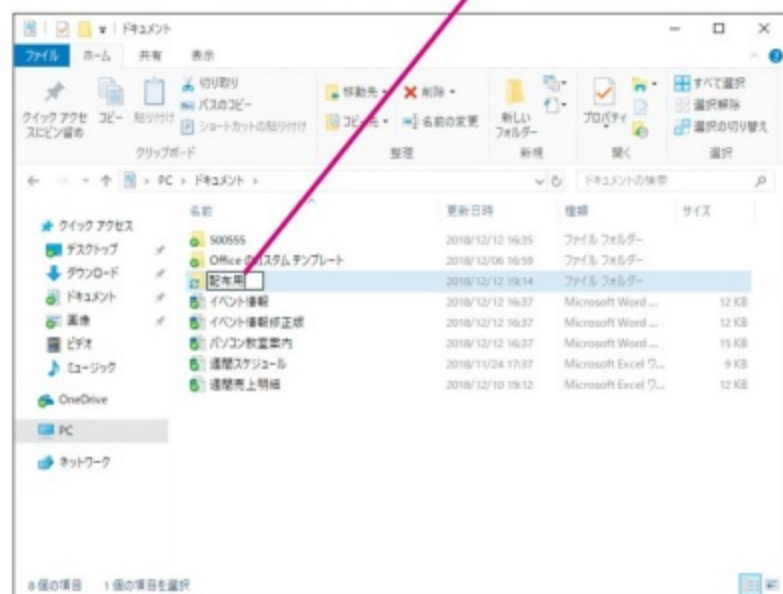 ドキュメント
ファイル ホーム 共有 表示
クイック アクセスにピン留め
コピー
貼り付け
切り取り
パスのコピー
ショートカットの貼り付け
クリップボード
移動先
コピー先
削除
名前の変更
整理
新しいフォルダー
新規
プロパティ
開く
すべて選択
選択解除
選択の切り替え
選択
PC › ドキュメント ›
ドキュメントの検索
名前 更新日時 種類 サイズ
クイック アクセス
デスクトップ
ダウンロード
ドキュメント
画像
ビデオ
ミュージック
OneDrive
PC
ネットワーク
500555 2018/12/12 16:35 ファイル フォルダー
Office のカスタム テンプレート 2018/12/06 16:59 ファイル フォルダー
配布用 2018/12/12 19:14 ファイル フォルダー
イベント情報 2018/12/12 16:37 Microsoft Word ... 12 KB
イベント情報修正版 2018/12/12 16:37 Microsoft Word ... 12 KB
パソコン教室案内 2018/12/12 16:37 Microsoft Word ... 15 KB
週間スケジュール 2018/11/24 17:37 Microsoft Excel ワ... 9 KB
週間売上明細 2018/12/10 19:12 Microsoft Excel ワ... 12 KB
8 個の項目 1 個の項目を選択